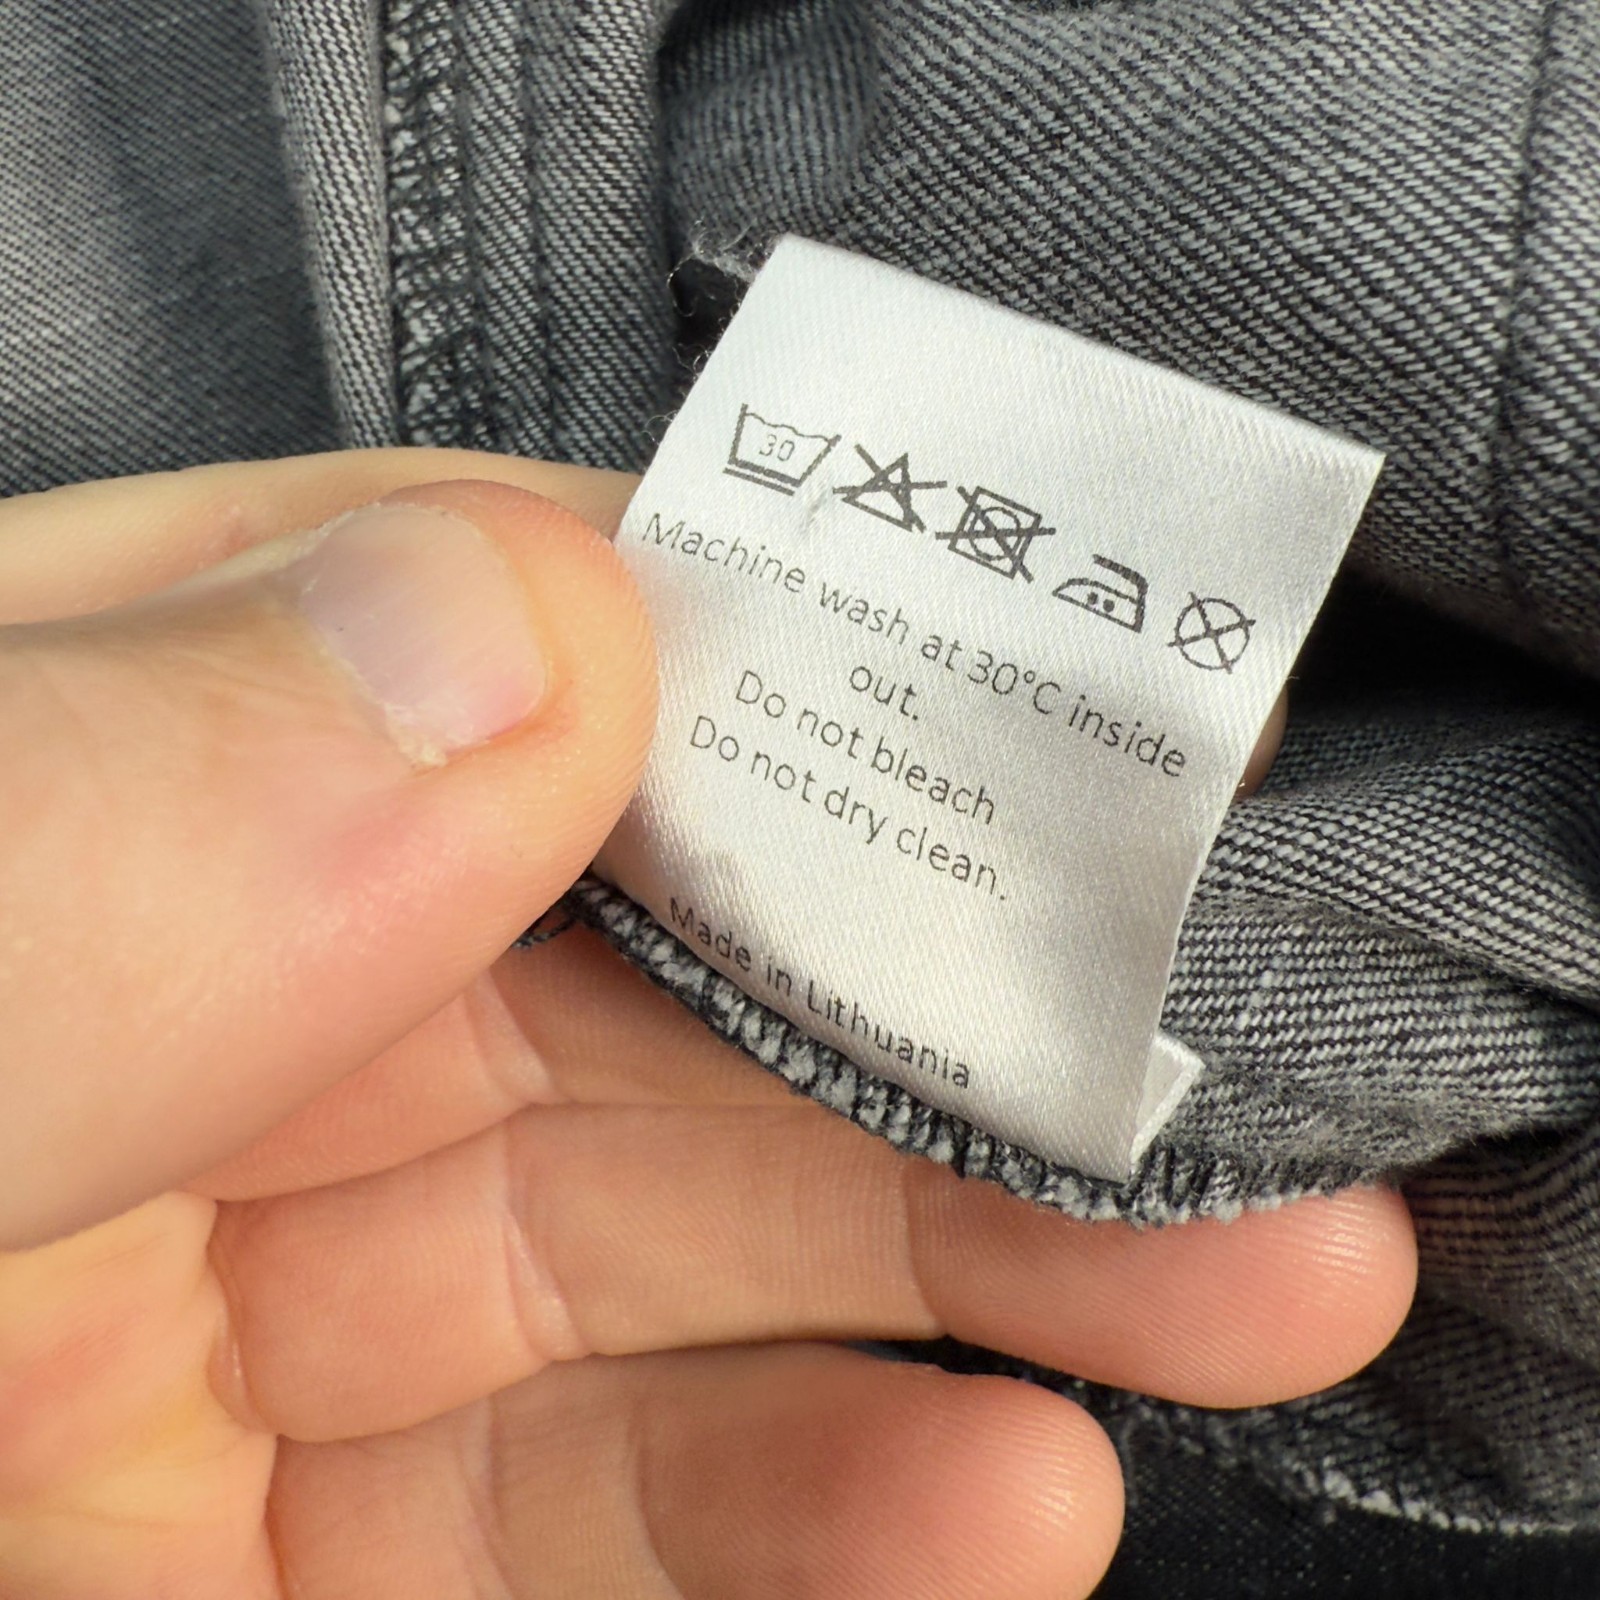 30
Machine wash at 30°C inside
out.
Do not bleach
Do not dry clean.
Made in Lithuania